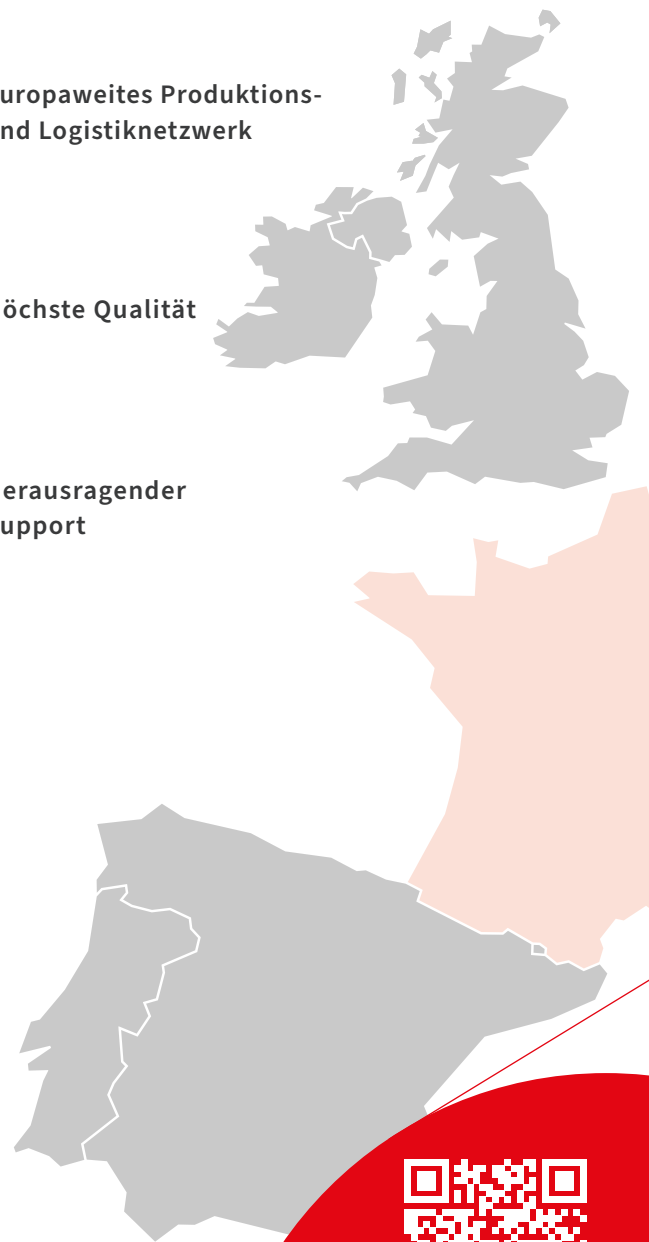 uropaweites Produktions-
nd Logistiknetzwerk
öchste Qualität
erausragender
upport